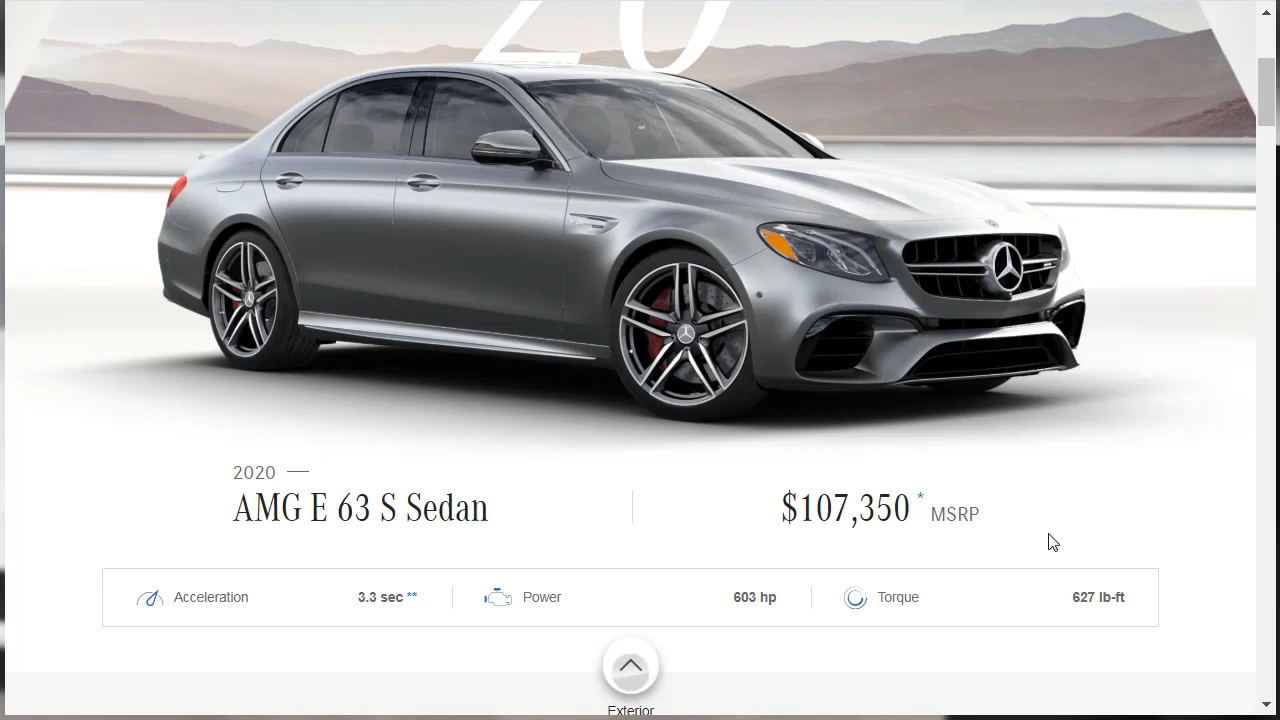 20
2020
AMG E 63 S Sedan
$107,350 * MSRP
Acceleration 3.3 sec ** Power 603 hp Torque 627 lb-ft
Exterior